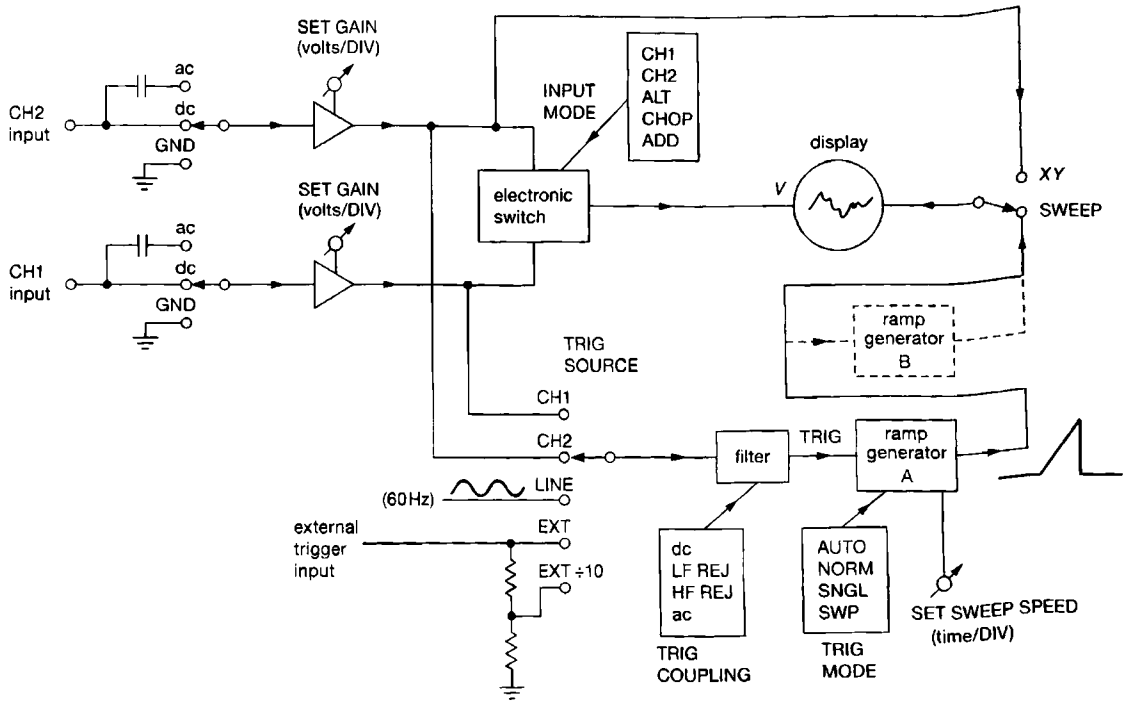 SET GAIN
(volts/DIV)
ac
CH2
input
dc
GND
INPUT
MODE
CH1
CH2
ALT
CHOP
ADD
display
XY
V
SWEEP
electronic
switch
SET GAIN
(volts/DIV)
ac
CH1
input
dc
GND
ramp
generator
B
TRIG
SOURCE
CH1
CH2
LINE
(60Hz)
EXT
external
trigger
input
EXT ÷10
filter
TRIG
ramp
generator
A
dc
LF REJ
HF REJ
ac
TRIG
COUPLING
AUTO
NORM
SNGL
SWP
TRIG
MODE
SET SWEEP SPEED
(time/DIV)